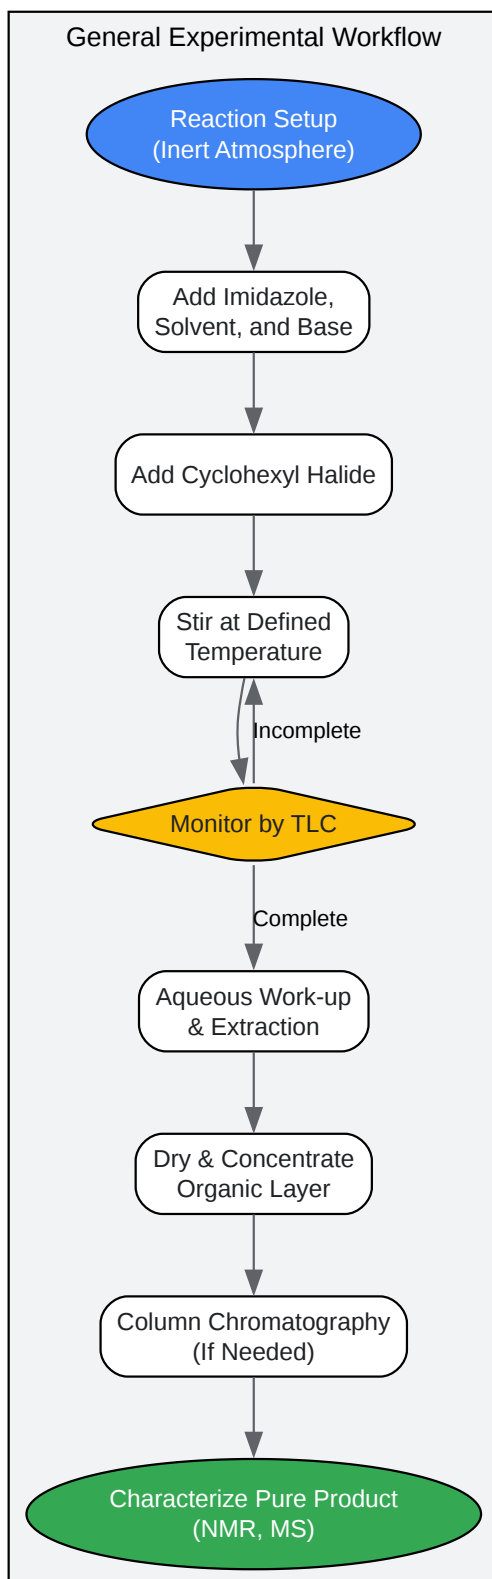 General Experimental Workflow
Reaction Setup
(Inert Atmosphere)
Add Imidazole,
Solvent, and Base
Add Cyclohexyl Halide
Stir at Defined
Temperature
Incomplete
Monitor by TLC
Complete
Aqueous Work-up
& Extraction
Dry & Concentrate
Organic Layer
Column Chromatography
(If Needed)
Characterize Pure Product
(NMR, MS)